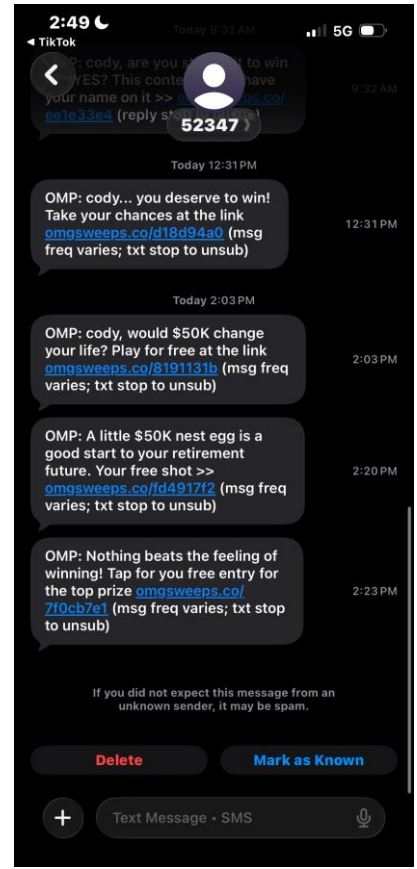 2:49
5G
◄ TikTok
Today 9:32 AM
OMP: cody, are you to win
YES? This have
your name on it >>
ee1e33e4 (reply
9:32 AM
52347
Today 12:31 PM
OMP: cody... you deserve to win!
Take your chances at the link
omgsweeps.co/d18d94a0 (msg
freq varies; txt stop to unsub)
12:31 PM
Today 2:03 PM
OMP: cody, would $50K change
your life? Play for free at the link
omgsweeps.co/8191131b (msg freq
varies; txt stop to unsub)
2:03 PM
OMP: A little $50K nest egg is a
good start to your retirement
future. Your free shot >>
omgsweeps.co/fd4917f2 (msg freq
varies; txt stop to unsub)
2:20 PM
OMP: Nothing beats the feeling of
winning! Tap for you free entry for
the top prize omgsweeps.co/
7f0cb7e1 (msg freq varies; txt stop
to unsub)
2:23 PM
If you did not expect this message from an
unknown sender, it may be spam.
Delete
Mark as Known
Text Message • SMS